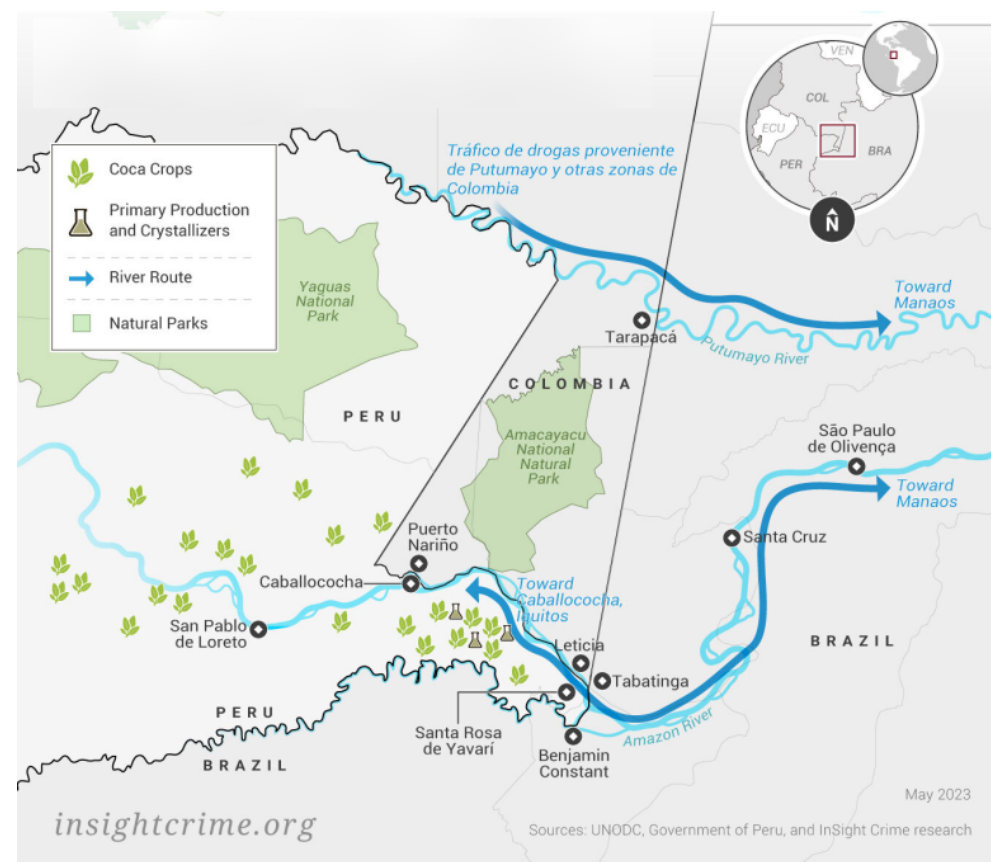 VEN
COL
ECU
BRA
PER
N
Coca Crops
Primary Production
and Crystallizers
River Route
Natural Parks
Tráfico de drogas proveniente
de Putumayo y otras zonas de
Colombia
Yaguas
National
Park
Toward
Manaos
Tarapacá
Putumayo River
COLOMBIA
PERU
Amacayacu
National
Natural
Park
São Paulo
de Olivença
Toward
Manaos
Puerto
Nariño
Santa Cruz
Caballococha
Toward
Caballococha,
Iquitos
San Pablo
de Loreto
Leticia
BRAZIL
Tabatinga
PERU
BRAZIL
Santa Rosa
de Yavarí
Amazon River
Benjamin
Constant
May 2023
insightcrime.org
Sources: UNODC, Government of Peru, and InSight Crime research